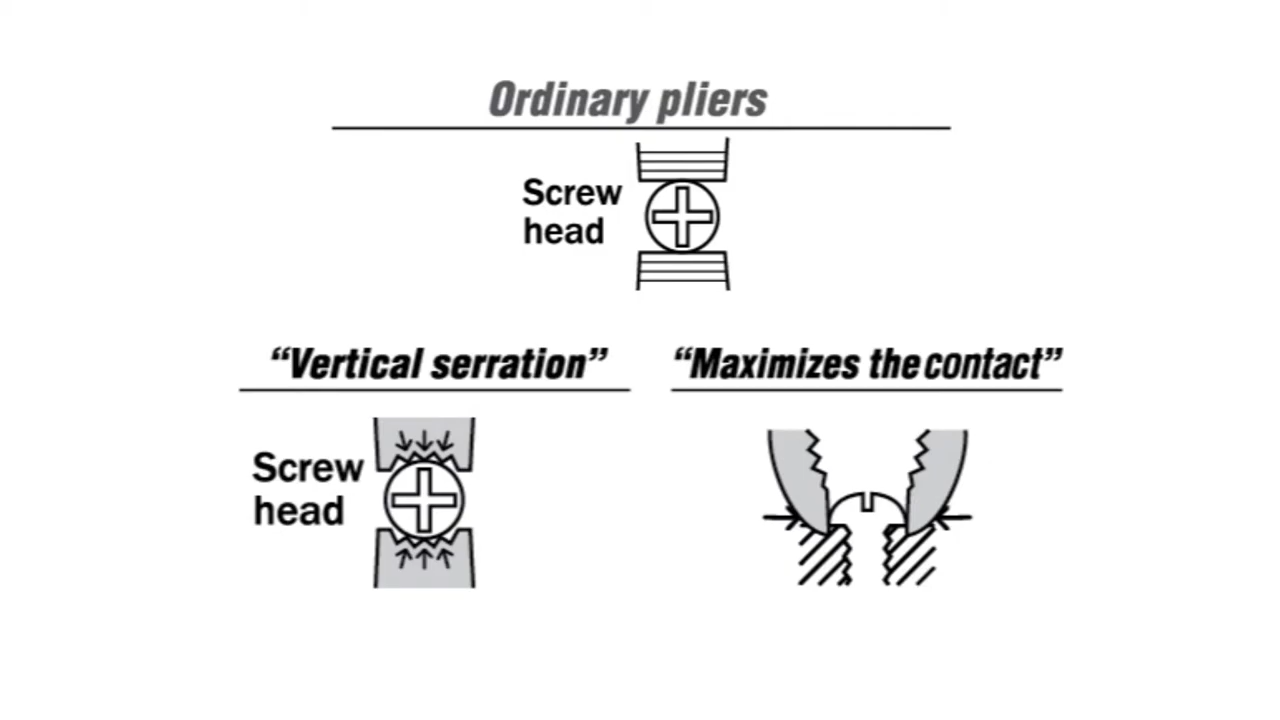 Ordinary pliers
Screw
head
“Vertical serration”
“Maximizes the contact”
Screw
head